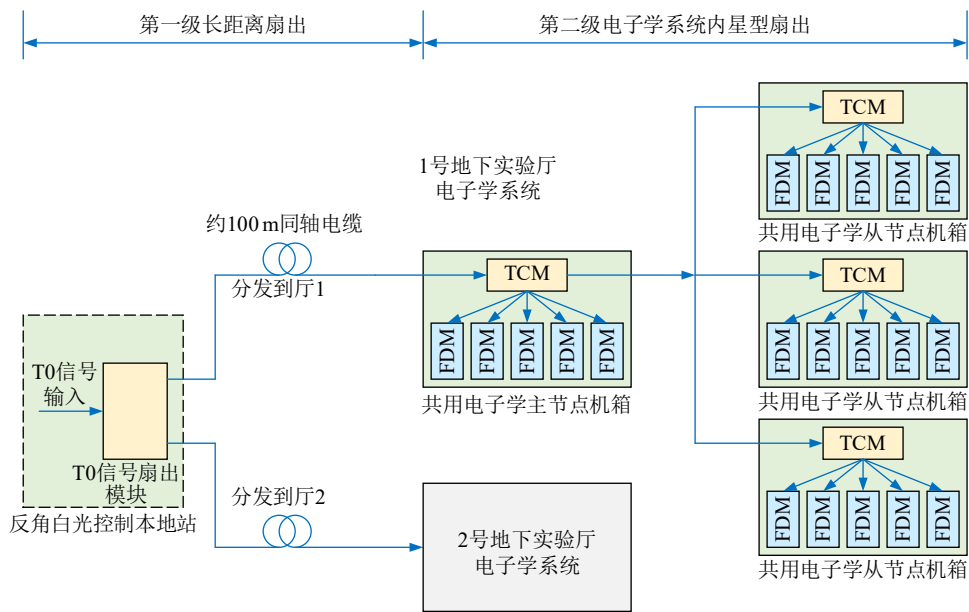 第一级长距离扇出
第二级电子学系统内星型扇出
TCM
FDM
FDM
FDM
FDM
FDM
共用电子学从节点机箱
1号地下实验厅
电子学系统
约100 m同轴电缆
分发到厅1
TCM
FDM
FDM
FDM
FDM
FDM
共用电子学主节点机箱
TCM
FDM
FDM
FDM
FDM
FDM
共用电子学从节点机箱
T0信号
输入
T0信号扇出
模块
反角白光控制本地站
分发到厅2
2号地下实验厅
电子学系统
TCM
FDM
FDM
FDM
FDM
FDM
共用电子学从节点机箱